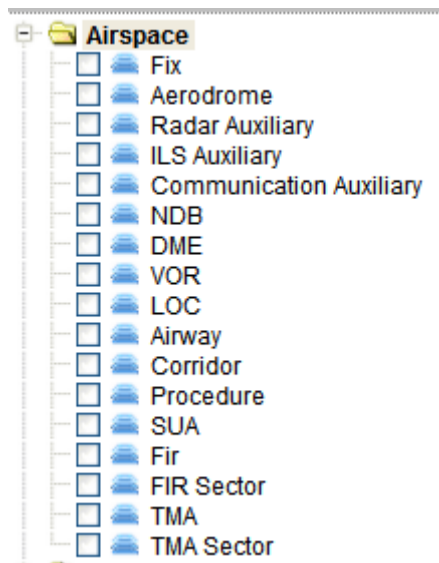 Airspace
Fix
Aerodrome
Radar Auxiliary
ILS Auxiliary
Communication Auxiliary
NDB
DME
VOR
LOC
Airway
Corridor
Procedure
SUA
Fir
FIR Sector
TMA
TMA Sector